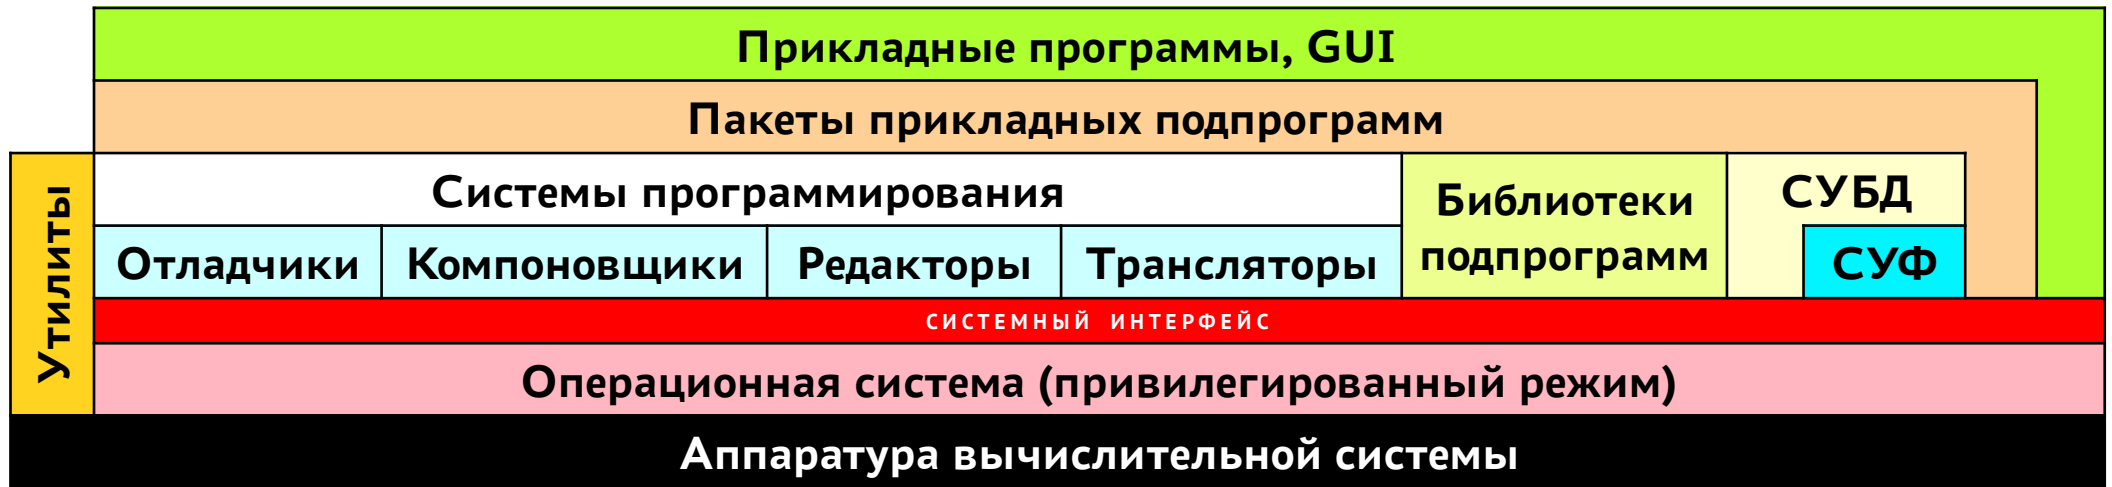 Прикладные программы, GUI
Пакеты прикладных подпрограмм
Утилиты
Системы программирования
Библиотеки
подпрограмм
СУБД
Отладчики
Компоновщики
Редакторы
Трансляторы
СУФ
СИСТЕМНЫЙ ИНТЕРФЕЙС
Операционная система (привилегированный режим)
Аппаратура вычислительной системы